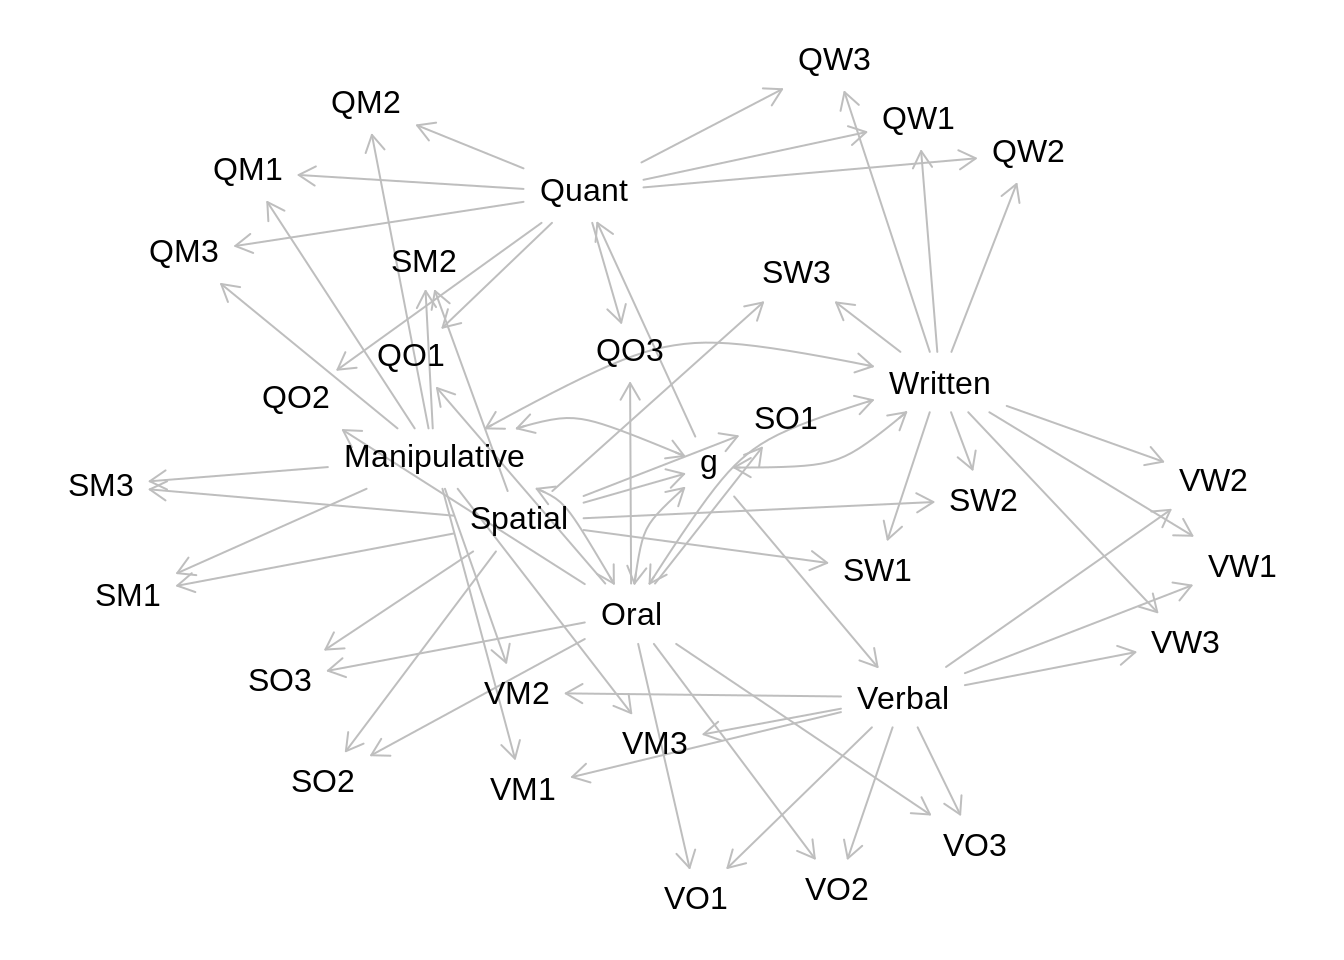 QW3
QM2
QW1
QW2
QM1
Quant
QM3
SM2
SW3
QO1
QO3
Written
QO2
SO1
Manipulative
g
SM3
VW2
SW2
Spatial
VW1
SW1
SM1
Oral
VW3
SO3
VM2
Verbal
VM3
SO2
VM1
VO3
VO2
VO1